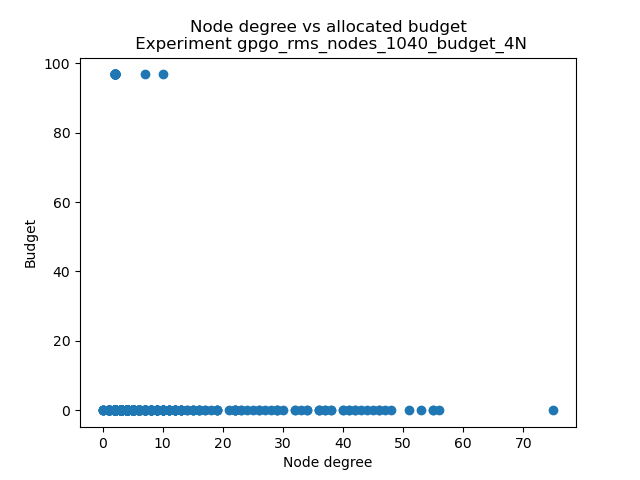 Node degree vs allocated budget
Experiment gpgo_rms_nodes_1040_budget_4N
100
80
60
40
20
0
Budget
0 10 20 30 40 50 60 70
Node degree